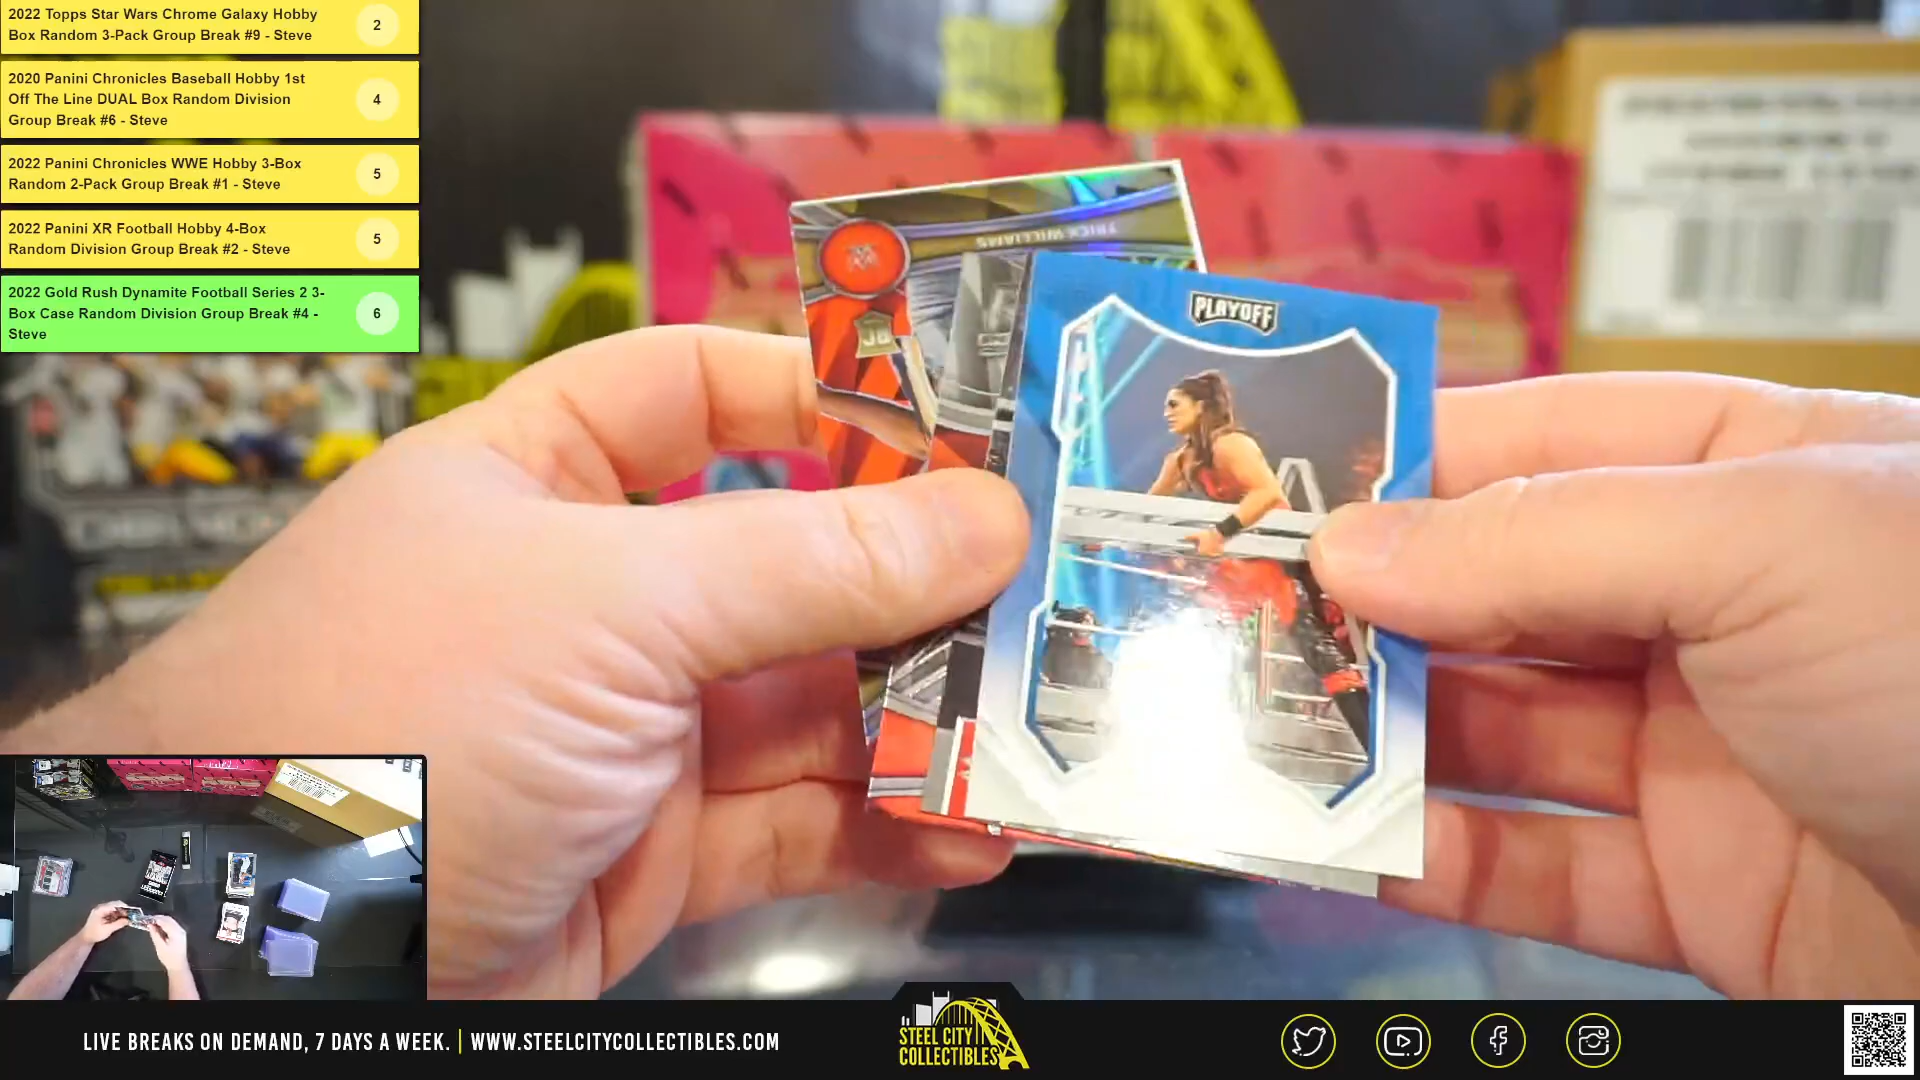 2022 Topps Star Wars Chrome Galaxy Hobby
Box Random 3-Pack Group Break #9 - Steve
2
2020 Panini Chronicles Baseball Hobby 1st
Off The Line DUAL Box Random Division
Group Break #6 - Steve
4
2022 Panini Chronicles WWE Hobby 3-Box
Random 2-Pack Group Break #1 - Steve
5
2022 Panini XR Football Hobby 4-Box
Random Division Group Break #2 - Steve
5
2022 Gold Rush Dynamite Football Series 2 3-
Box Case Random Division Group Break #4 -
Steve
6
TRICK WILLIAMS
PLAYOFF
LIVE BREAKS ON DEMAND, 7 DAYS A WEEK. | WWW.STEELCITYCOLLECTIBLES.COM
STEEL CITY
COLLECTIBLES